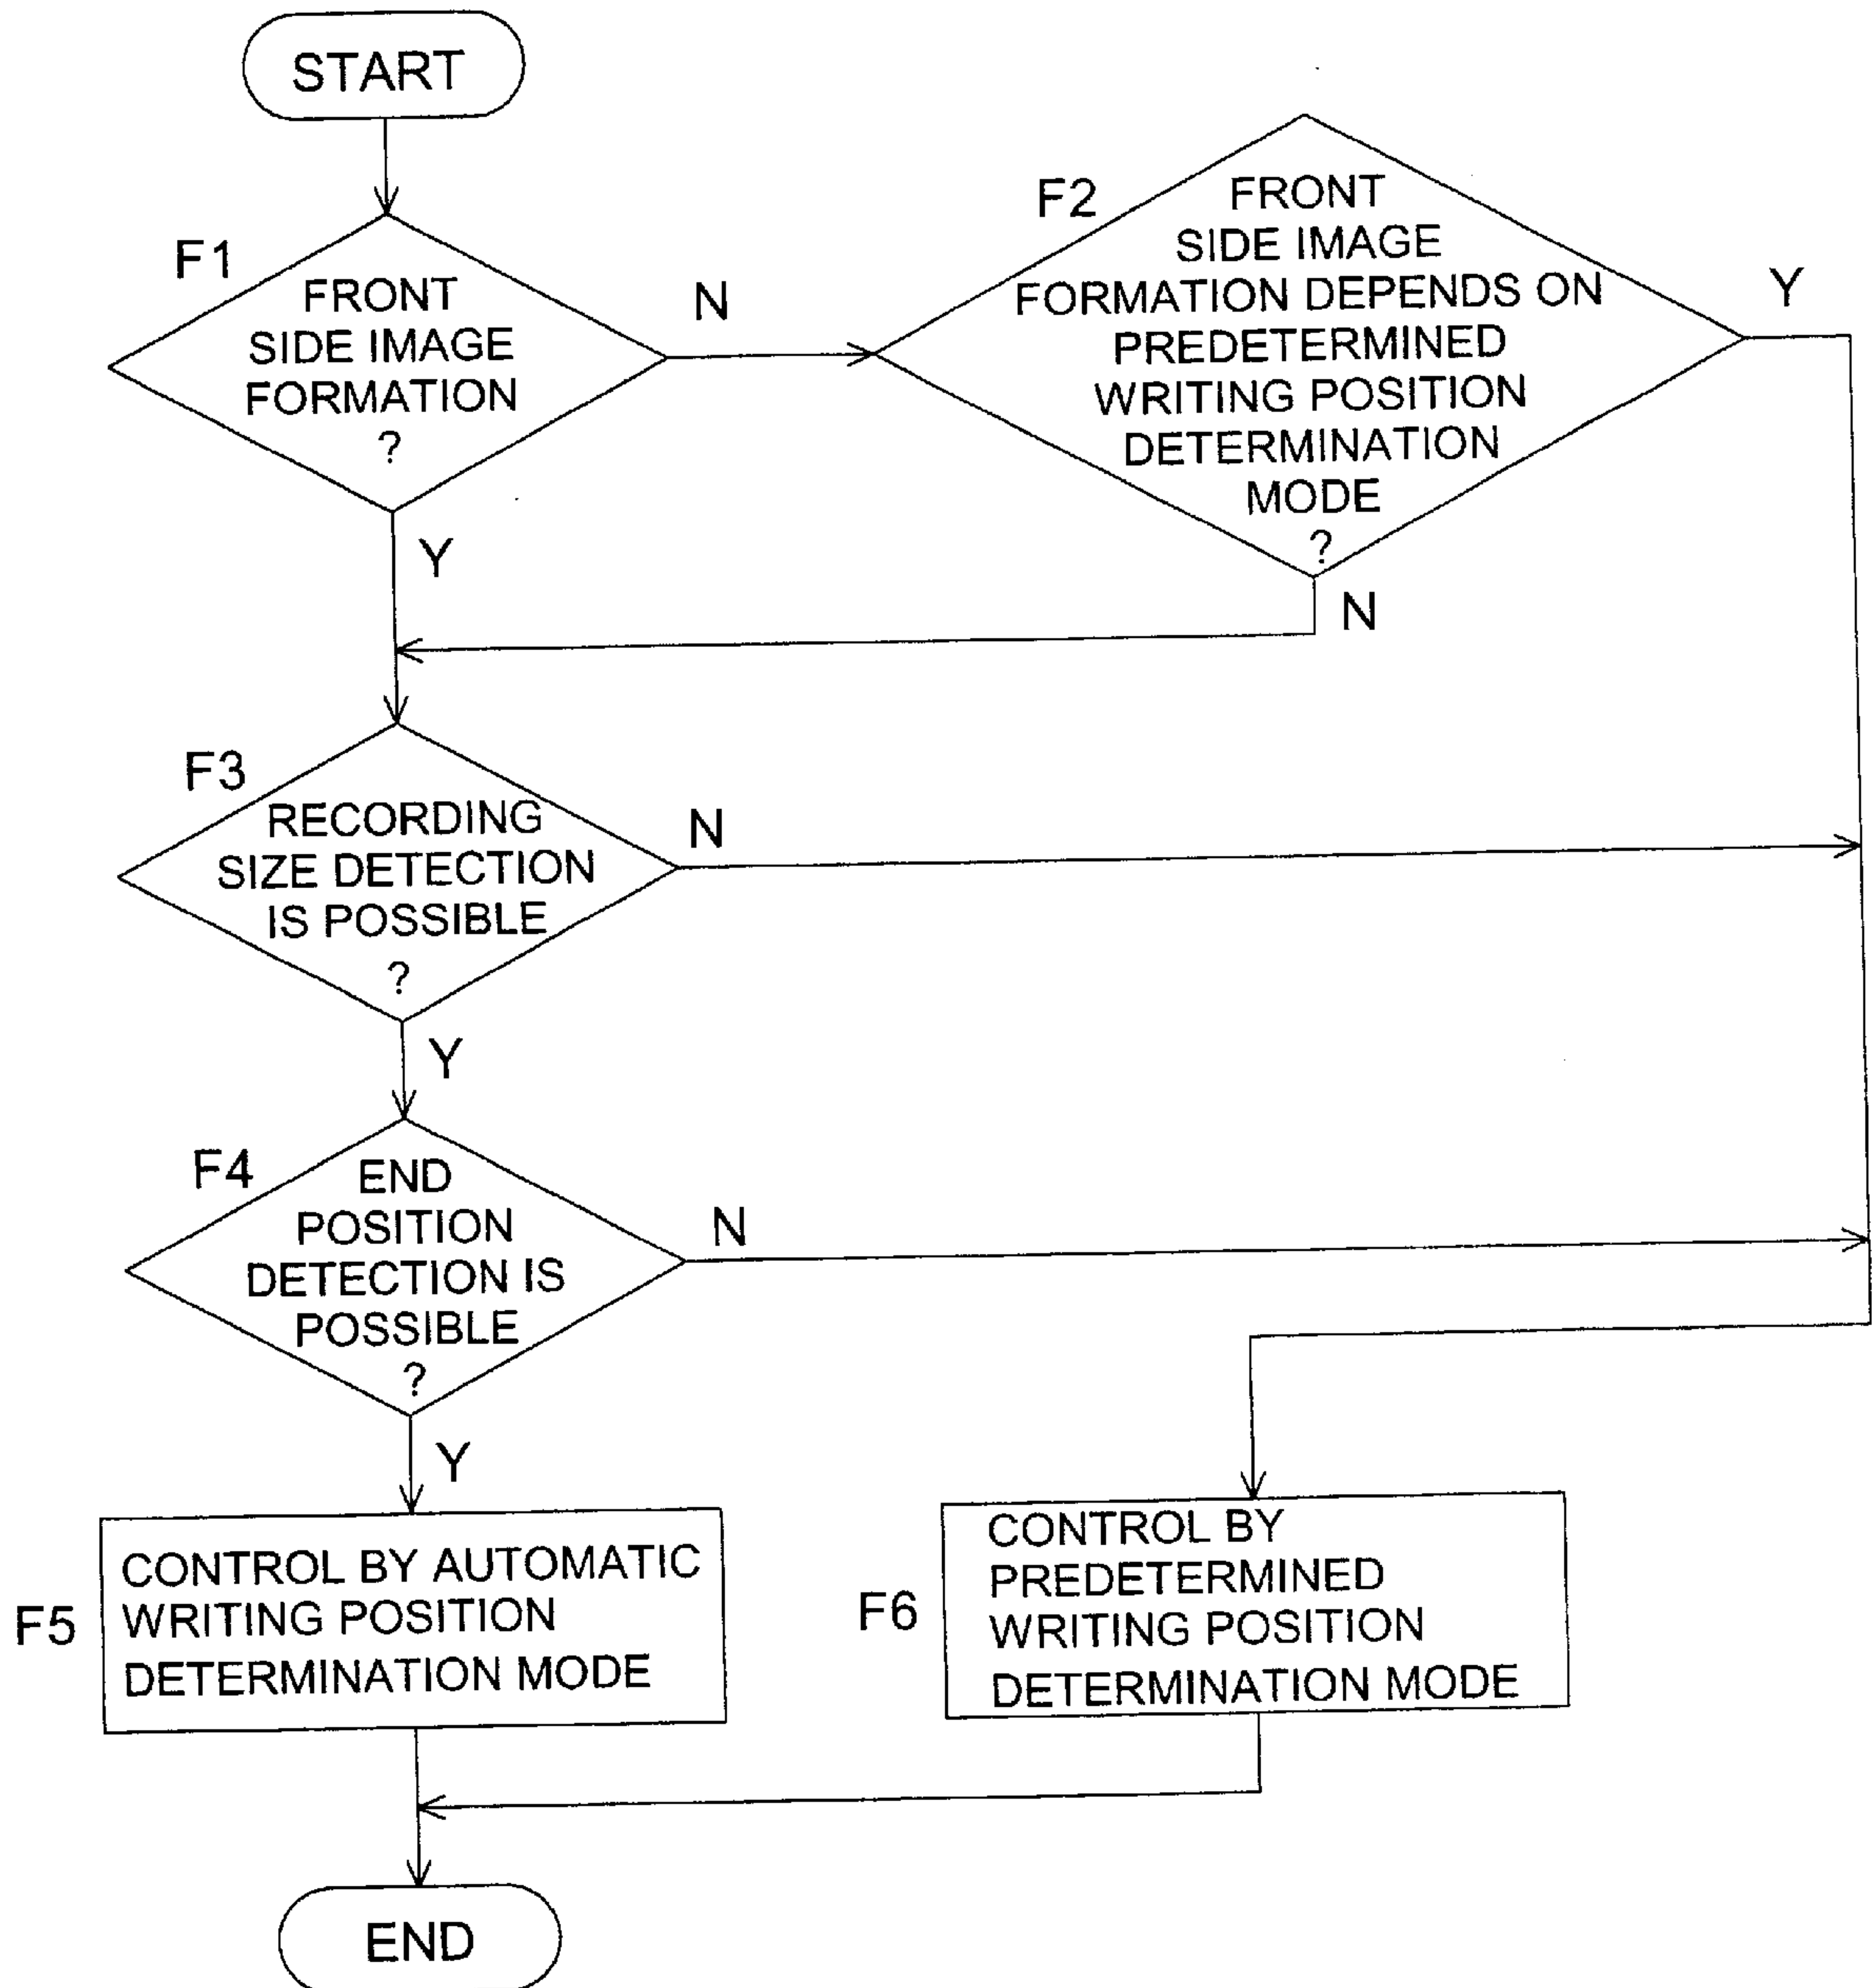 START
F1
FRONT
SIDE IMAGE
FORMATION
?
N
Y
F2
FRONT
SIDE IMAGE
FORMATION DEPENDS ON
PREDETERMINED
WRITING POSITION
DETERMINATION
MODE
?
Y
N
F3
RECORDING
SIZE DETECTION
IS POSSIBLE
?
N
Y
F4
END
POSITION
DETECTION IS
POSSIBLE
?
N
Y
F5
CONTROL BY AUTOMATIC
WRITING POSITION
DETERMINATION MODE
F6
CONTROL BY
PREDETERMINED
WRITING POSITION
DETERMINATION MODE
END